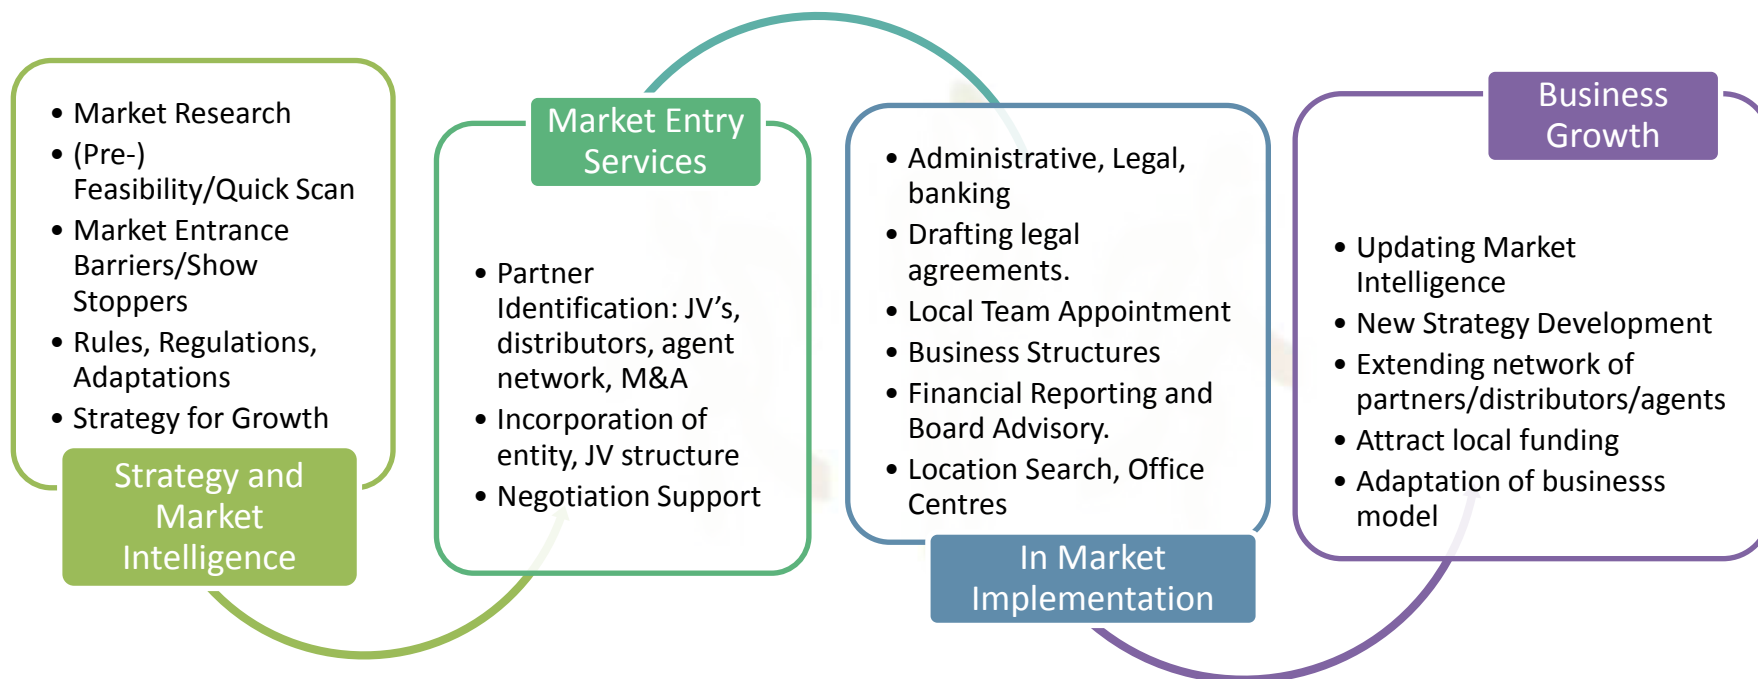 • Market Research
• (Pre-)
Feasibility/Quick Scan
• Market Entrance
Barriers/Show
Stoppers
• Rules, Regulations,
Adaptations
• Strategy for Growth
Strategy and
Market
Intelligence
Market Entry
Services
• Partner
Identification: JV's,
distributors, agent
network, M&A
• Incorporation of
entity, JV structure
• Negotiation Support
• Administrative, Legal,
banking
• Drafting legal
agreements.
• Local Team Appointment
• Business Structures
• Financial Reporting and
Board Advisory.
• Location Search, Office
Centres
In Market
Implementation
Business
Growth
• Updating Market
Intelligence
• New Strategy Development
• Extending network of
partners/distributors/agents
• Attract local funding
• Adaptation of businesss
model